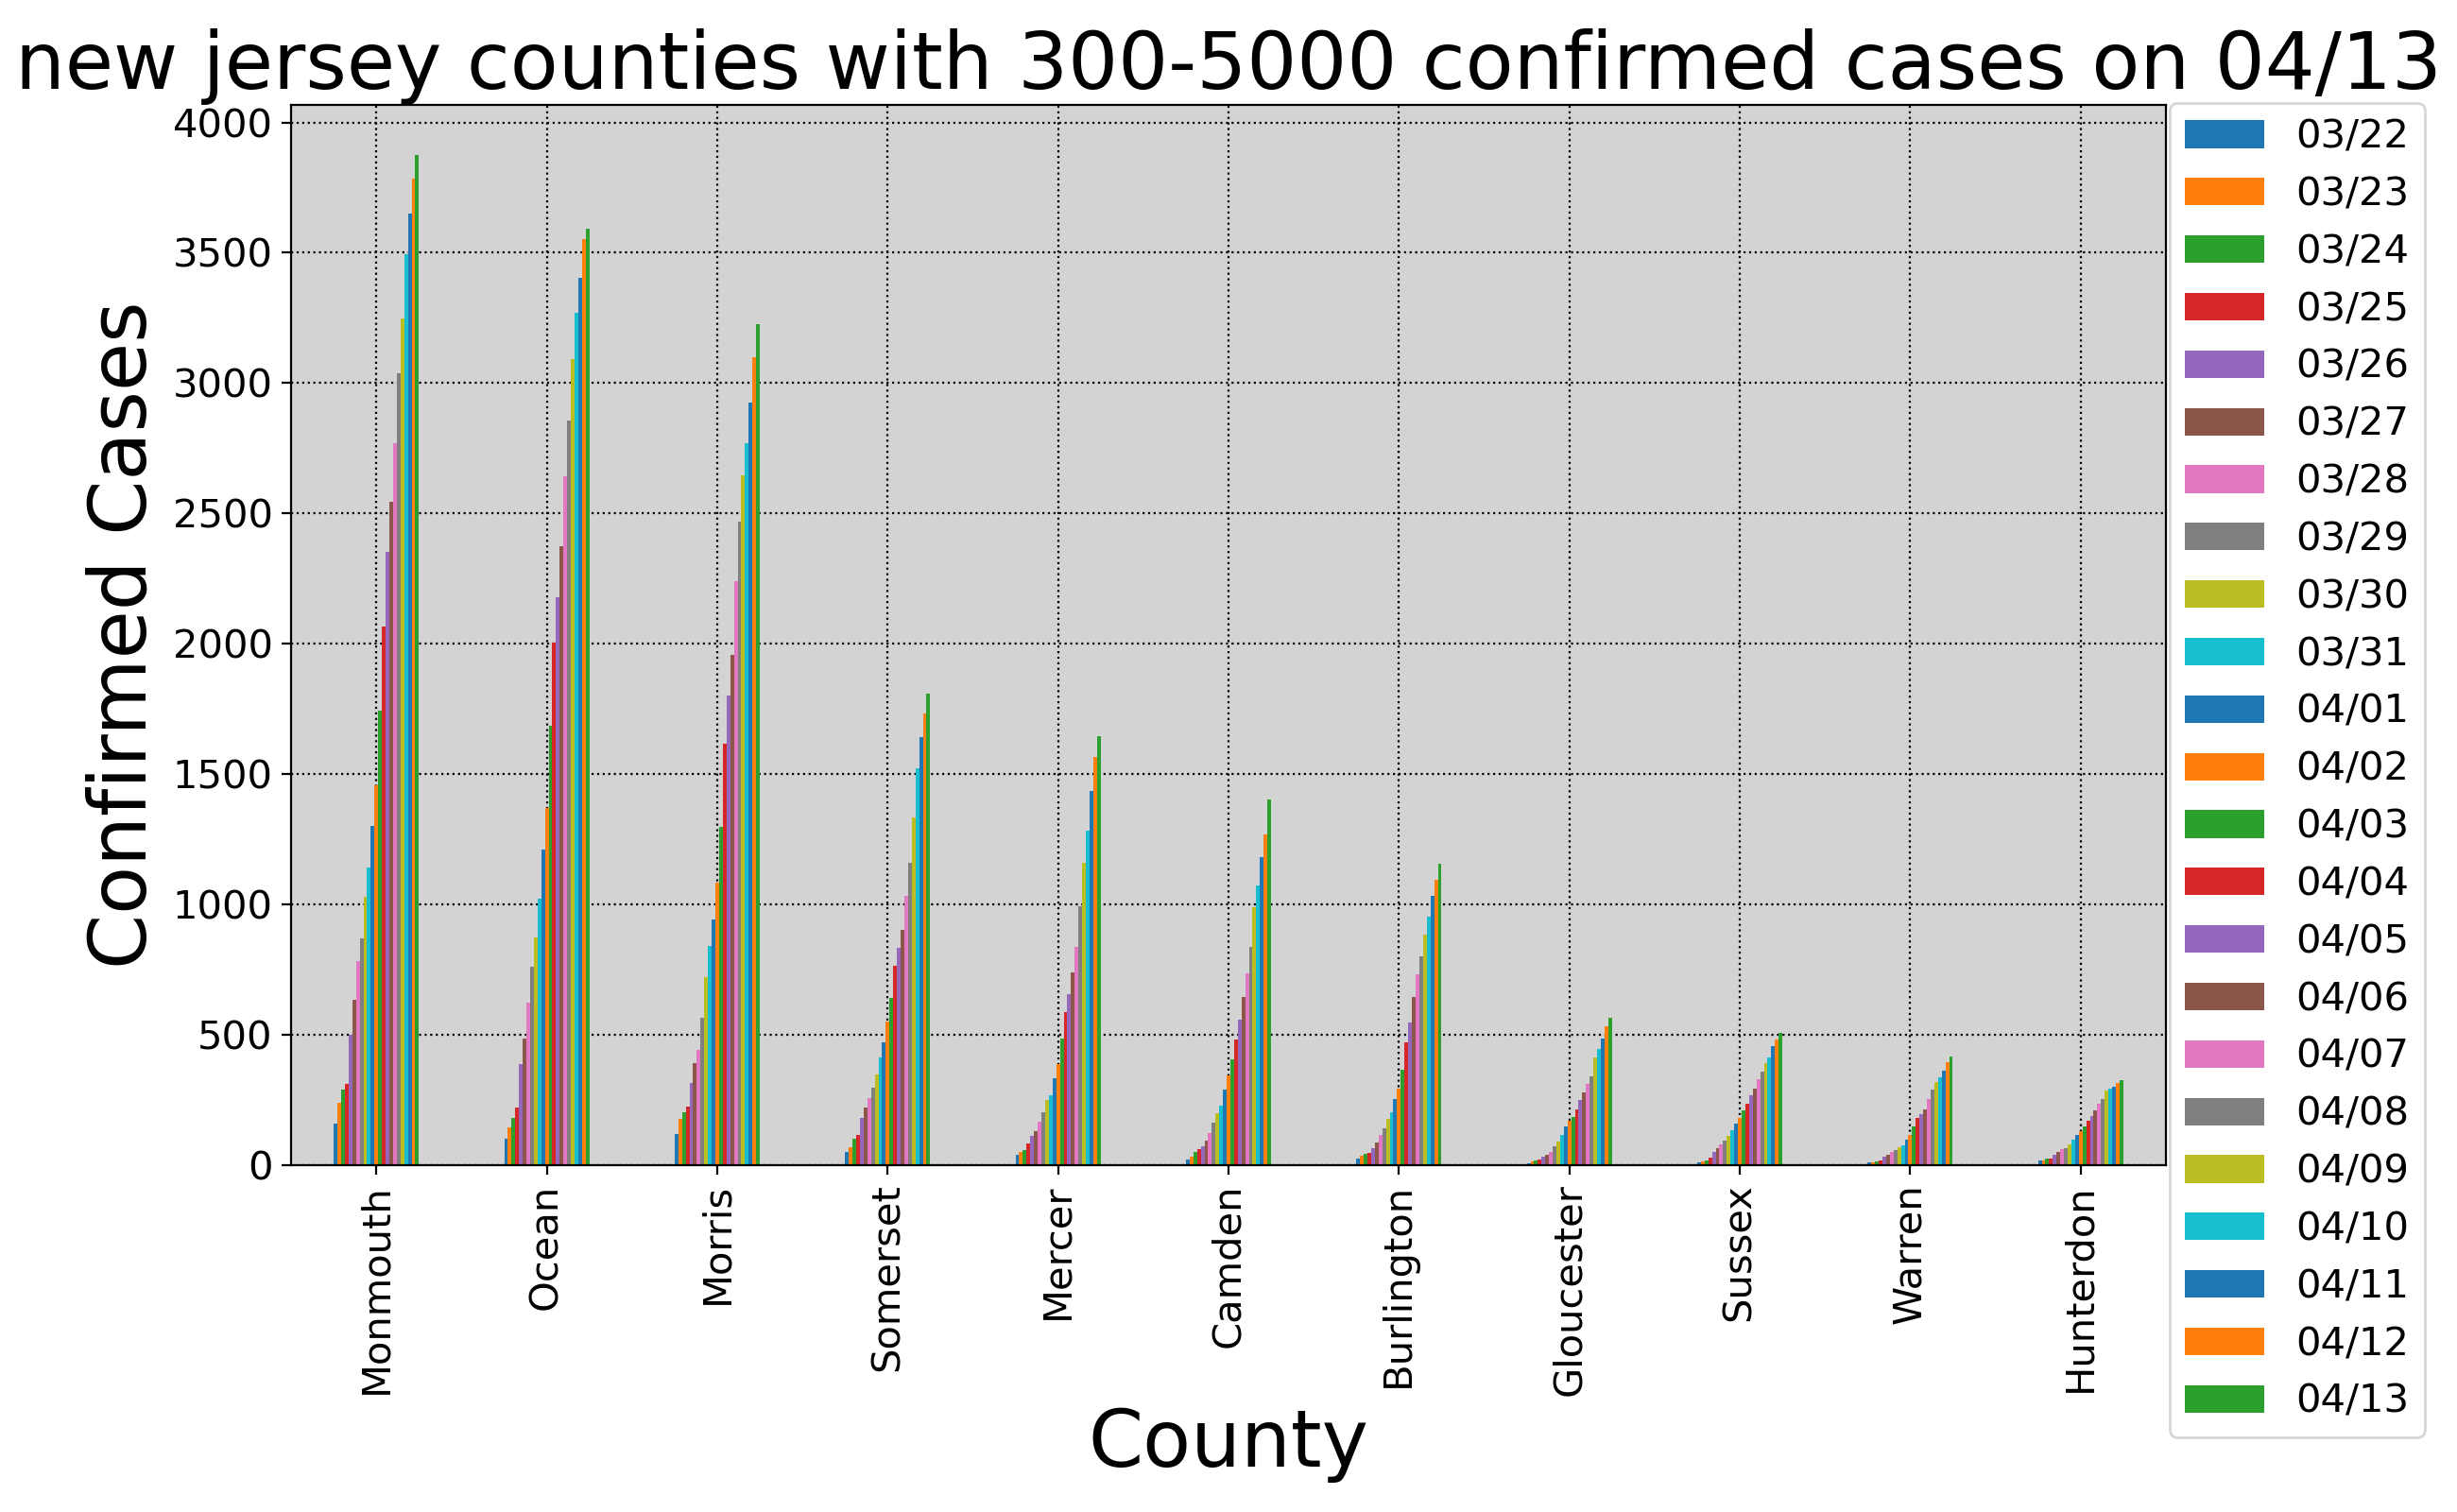 new jersey counties with 300-5000 confirmed cases on 04/13
Confirmed Cases
4000
3500
3000
2500
2000
1500
1000
500
0
Monmouth
Ocean
Morris
Somerset
Mercer
Camden
Burlington
Gloucester
Sussex
Warren
Hunterdon
County
03/22
03/23
03/24
03/25
03/26
03/27
03/28
03/29
03/30
03/31
04/01
04/02
04/03
04/04
04/05
04/06
04/07
04/08
04/09
04/10
04/11
04/12
04/13